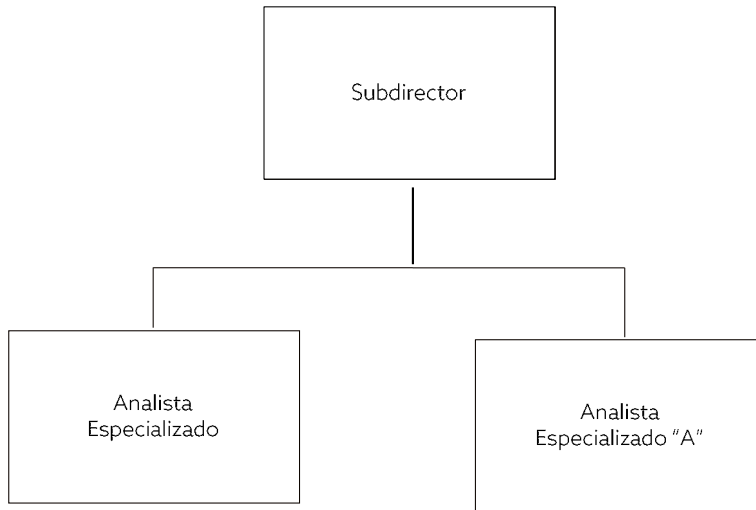 Subdirector
Analista
Especializado
Analista
Especializado "A"